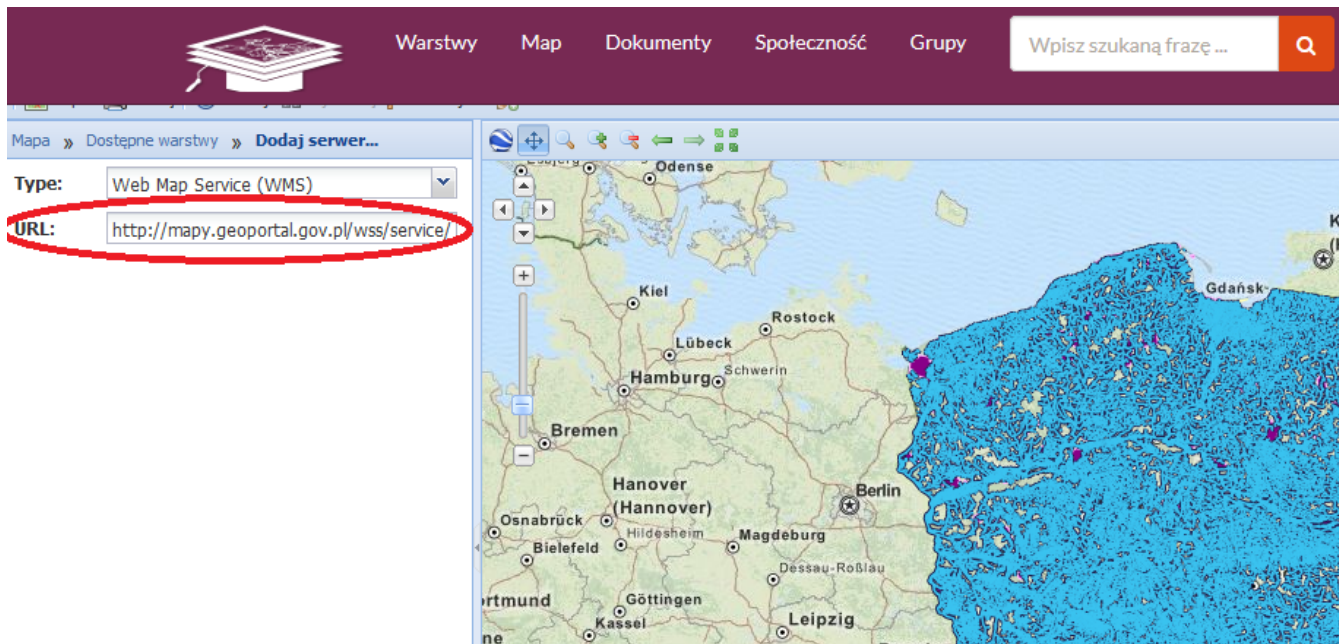 Warstwy Map Dokumenty Społeczność Grupy Wpisz szukaną frazę ...
Mapa » Dostępne warstwy » Dodaj serwer...
Type: Web Map Service (WMS)
URL: http://mapy.geoportal.gov.pl/wss/service/
Odense
Kiel
Gdańsk
Rostock
Lübeck
Schwerin
Hamburg
Bremen
Hanover
(Hannover)
Berlin
Osnabrück
Hildesheim
Magdeburg
Bielefeld
Dessau-Roßlau
rtmund
Göttingen
Kassel
Leipzig
ne